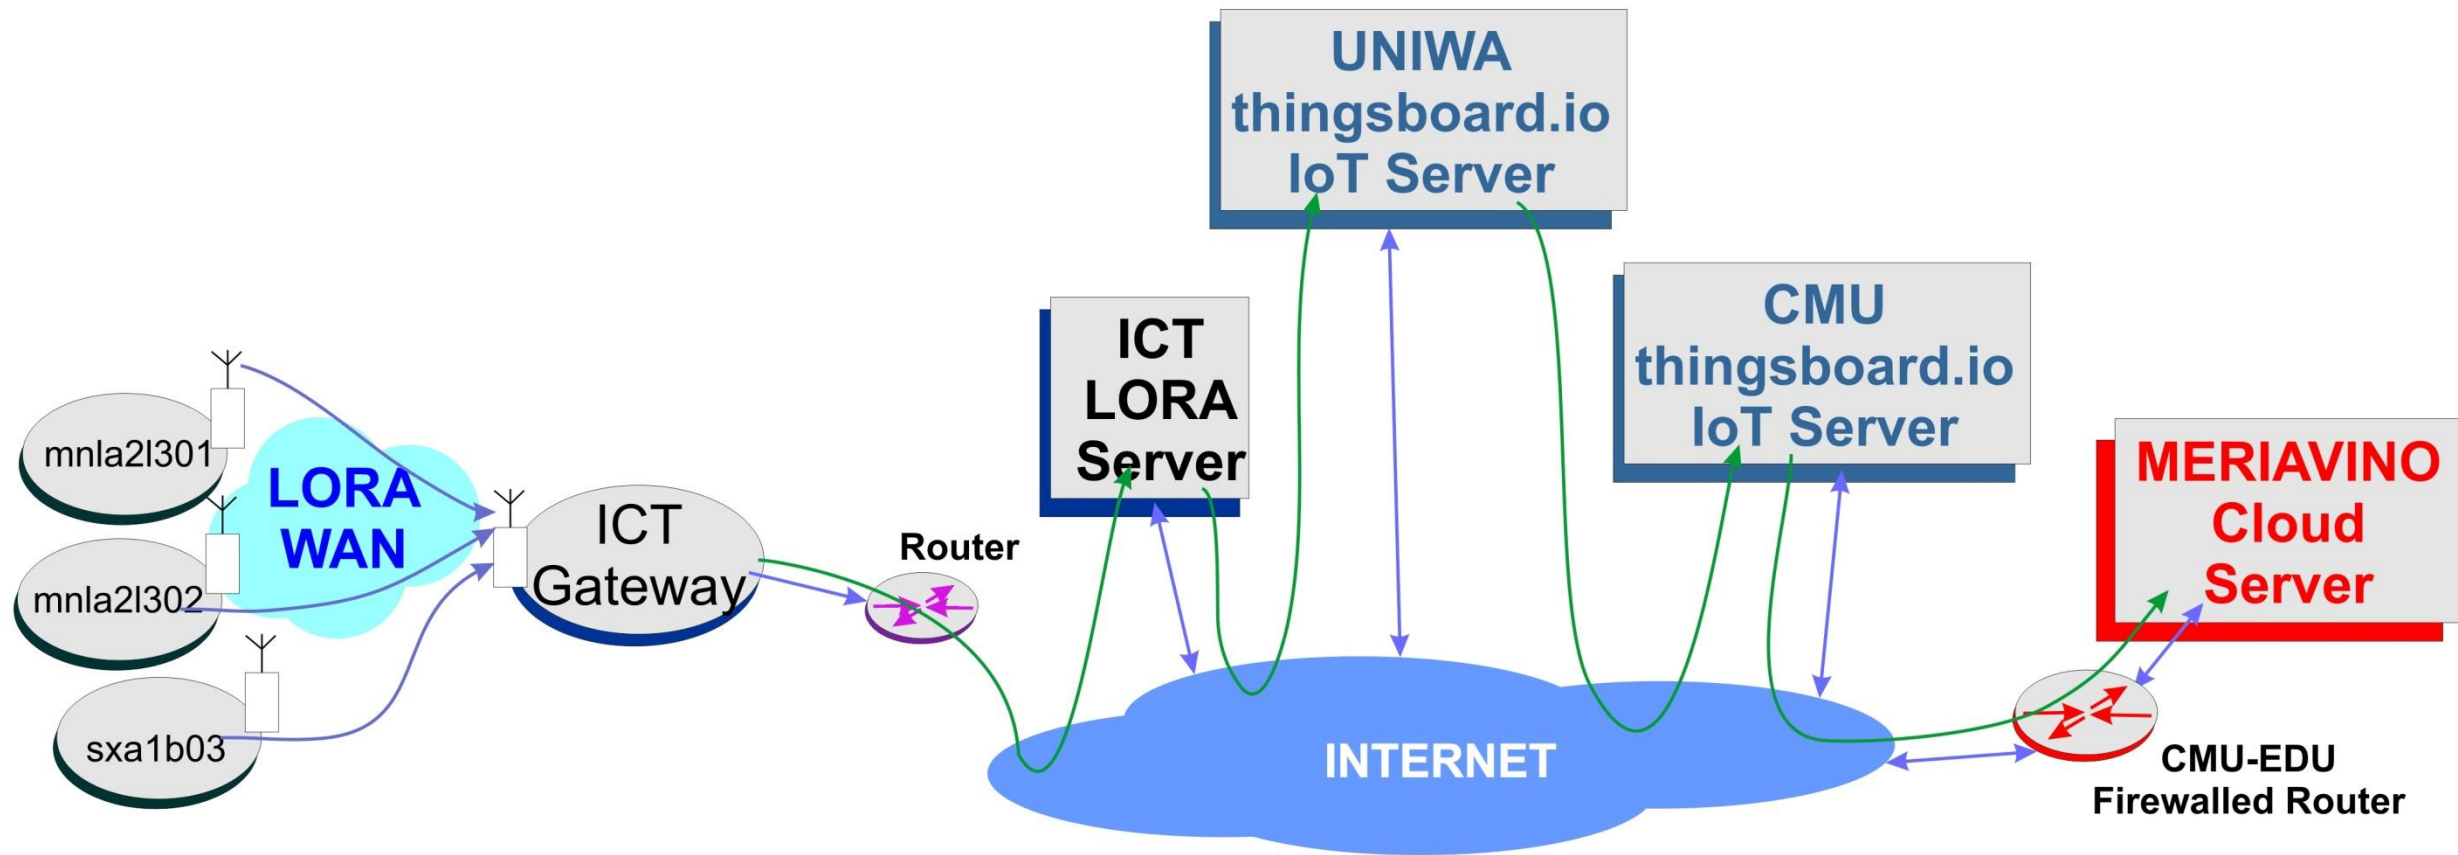 UNIWA
thingsboard.io
IoT Server
CMU
thingsboard.io
IoT Server
ICT
LORA
Server
MERIAVINO
Cloud
Server
mnla2l301
LORA
WAN
mnla2l302
sxa1b03
ICT
Gateway
Router
INTERNET
CMU-EDU
Firewalled Router